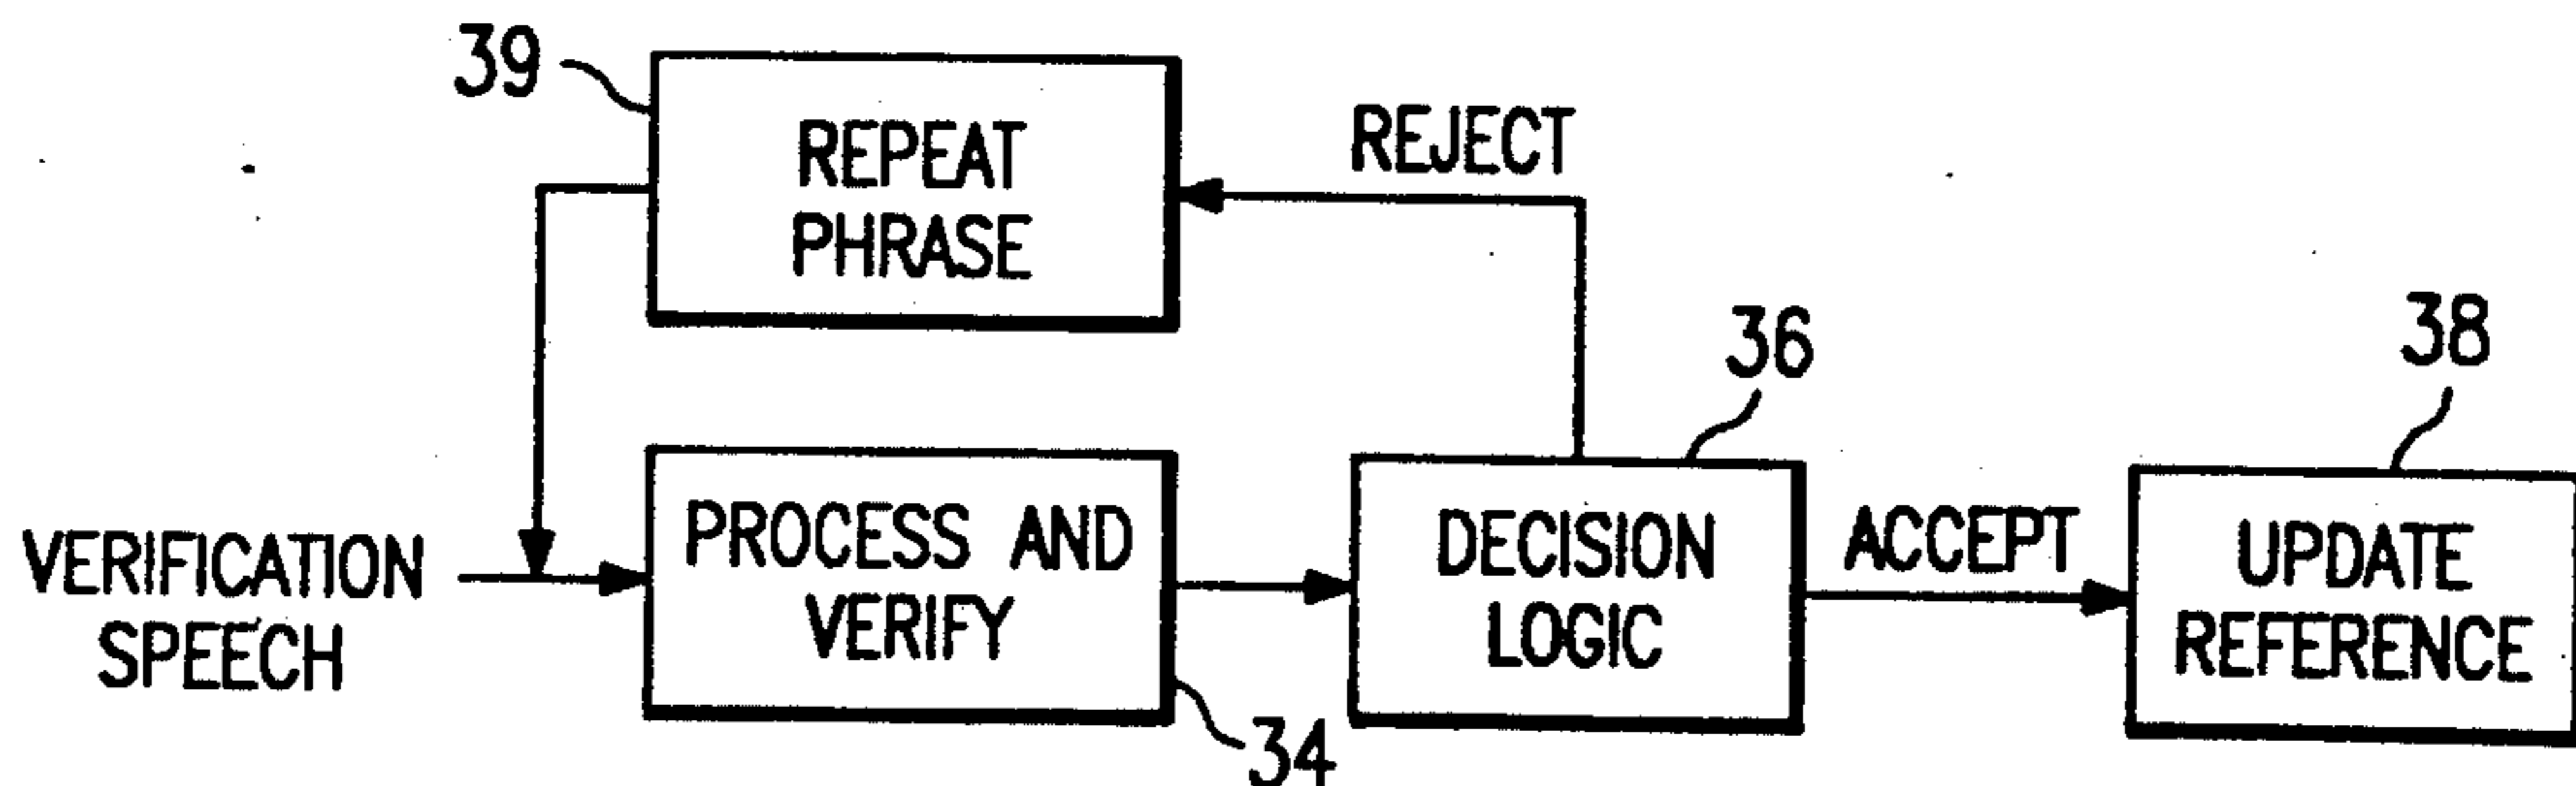 39
REPEAT
PHRASE
REJECT
36
38
VERIFICATION
SPEECH
PROCESS AND
VERIFY
34
DECISION
LOGIC
ACCEPT
UPDATE
REFERENCE